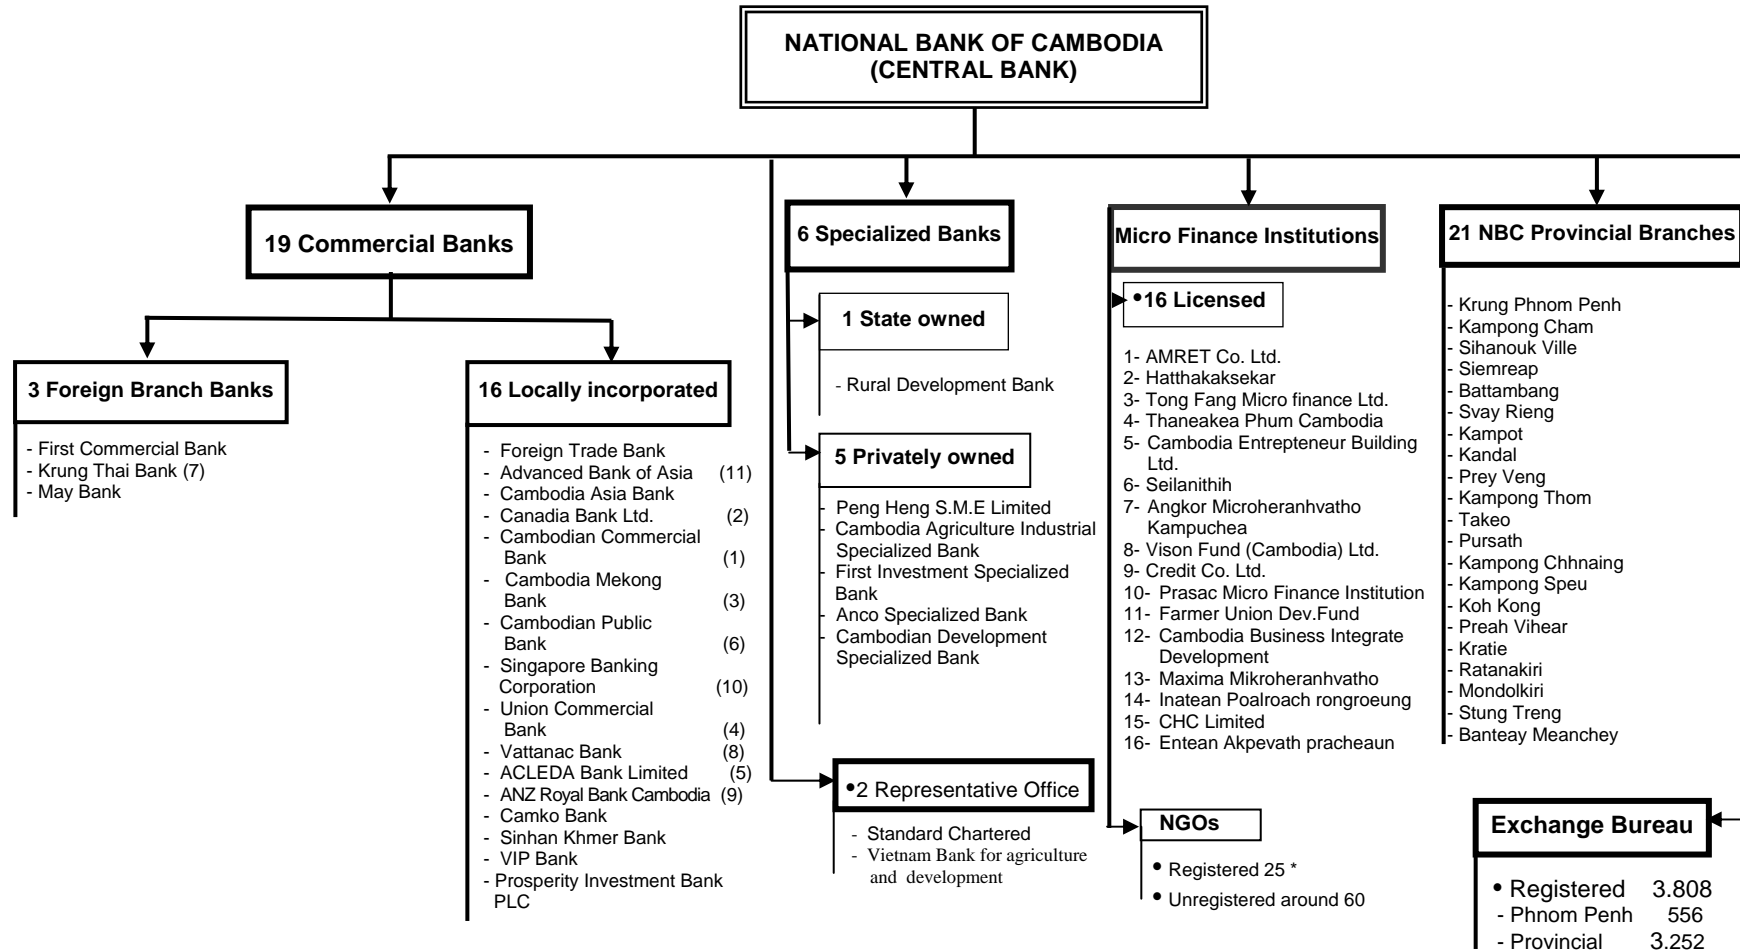 NATIONAL BANK OF CAMBODIA
(CENTRAL BANK)
19 Commercial Banks
3 Foreign Branch Banks
- First Commercial Bank
- Krung Thai Bank (7)
- May Bank
16 Locally incorporated
- Foreign Trade Bank
- Advanced Bank of Asia (11)
- Cambodia Asia Bank
- Canadia Bank Ltd. (2)
- Cambodian Commercial
Bank (1)
- Cambodia Mekong
Bank (3)
- Cambodian Public
Bank (6)
- Singapore Banking
Corporation (10)
- Union Commercial
Bank (4)
- Vattanac Bank (8)
- ACLEDA Bank Limited (5)
- ANZ Royal Bank Cambodia (9)
- Camko Bank
- Sinhan Khmer Bank
- VIP Bank
- Prosperity Investment Bank
PLC
6 Specialized Banks
1 State owned
- Rural Development Bank
5 Privately owned
- Peng Heng S.M.E Limited
- Cambodia Agriculture Industrial
Specialized Bank
- First Investment Specialized
Bank
- Anco Specialized Bank
- Cambodian Development
Specialized Bank
•2 Representative Office
- Standard Chartered
- Vietnam Bank for agriculture
and development
Micro Finance Institutions
•16 Licensed
1- AMRET Co. Ltd.
2- Hatthakaksekar
3- Tong Fang Micro finance Ltd.
4- Thaneakea Phum Cambodia
5- Cambodia Entrepteneur Building
Ltd.
6- Seilanithih
7- Angkor Microheranhvatho
Kampuchea
8- Vison Fund (Cambodia) Ltd.
9- Credit Co. Ltd.
10- Prasac Micro Finance Institution
11- Farmer Union Dev.Fund
12- Cambodia Business Integrate
Development
13- Maxima Mikroheranhvatho
14- Inatean Poalroach rongroeung
15- CHC Limited
16- Entean Akpevath pracheaun
NGOs
• Registered 25 *
• Unregistered around 60
21 NBC Provincial Branches
- Krung Phnom Penh
- Kampong Cham
- Sihanouk Ville
- Siemreap
- Battambang
- Svay Rieng
- Kampot
- Kandal
- Prey Veng
- Kampong Thom
- Takeo
- Pursath
- Kampong Chhnaing
- Kampong Speu
- Koh Kong
- Preah Vihear
- Kratie
- Ratanakiri
- Mondolkiri
- Stung Treng
- Banteay Meanchey
Exchange Bureau
• Registered 3.808
- Phnom Penh 556
- Provincial 3.252